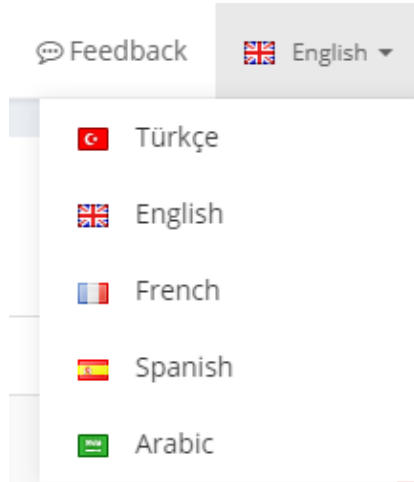 Feedback English
Türkçe
English
French
Spanish
Arabic